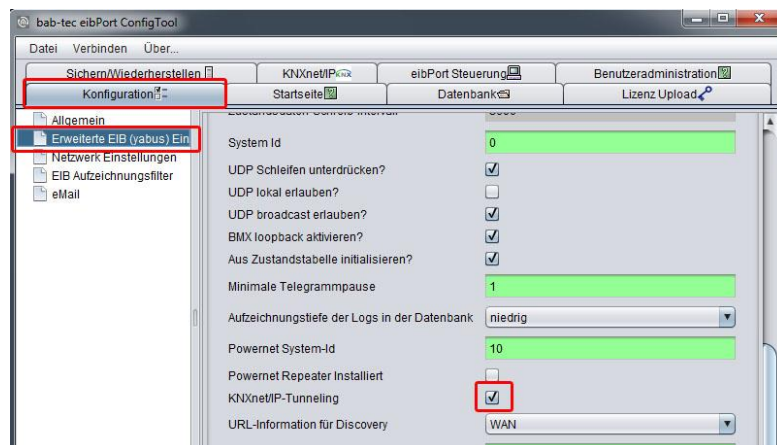 bab-tec eibPort ConfigTool
Datei Verbinden Über...
Sichern/Wiederherstellen KNXnet/IP KNX eibPort Steuerung Benutzeradministration
Konfiguration Startseite Datenbank Lizenz Upload
Allgemein
Erweiterte EIB (yabus) Ein
Netzwerk Einstellungen
EIB Aufzeichnungsfilter
eMail
System Id 0
UDP Schleifen unterdrücken?
UDP lokal erlauben?
UDP broadcast erlauben?
BMX loopback aktivieren?
Aus Zustandstabelle initialisieren?
Minimale Telegrammpause 1
Aufzeichnungstiefe der Logs in der Datenbank niedrig
Powernet System-Id 10
Powernet Repeater Installiert
KNXnet/IP-Tunneling
URL-Information für Discovery WAN